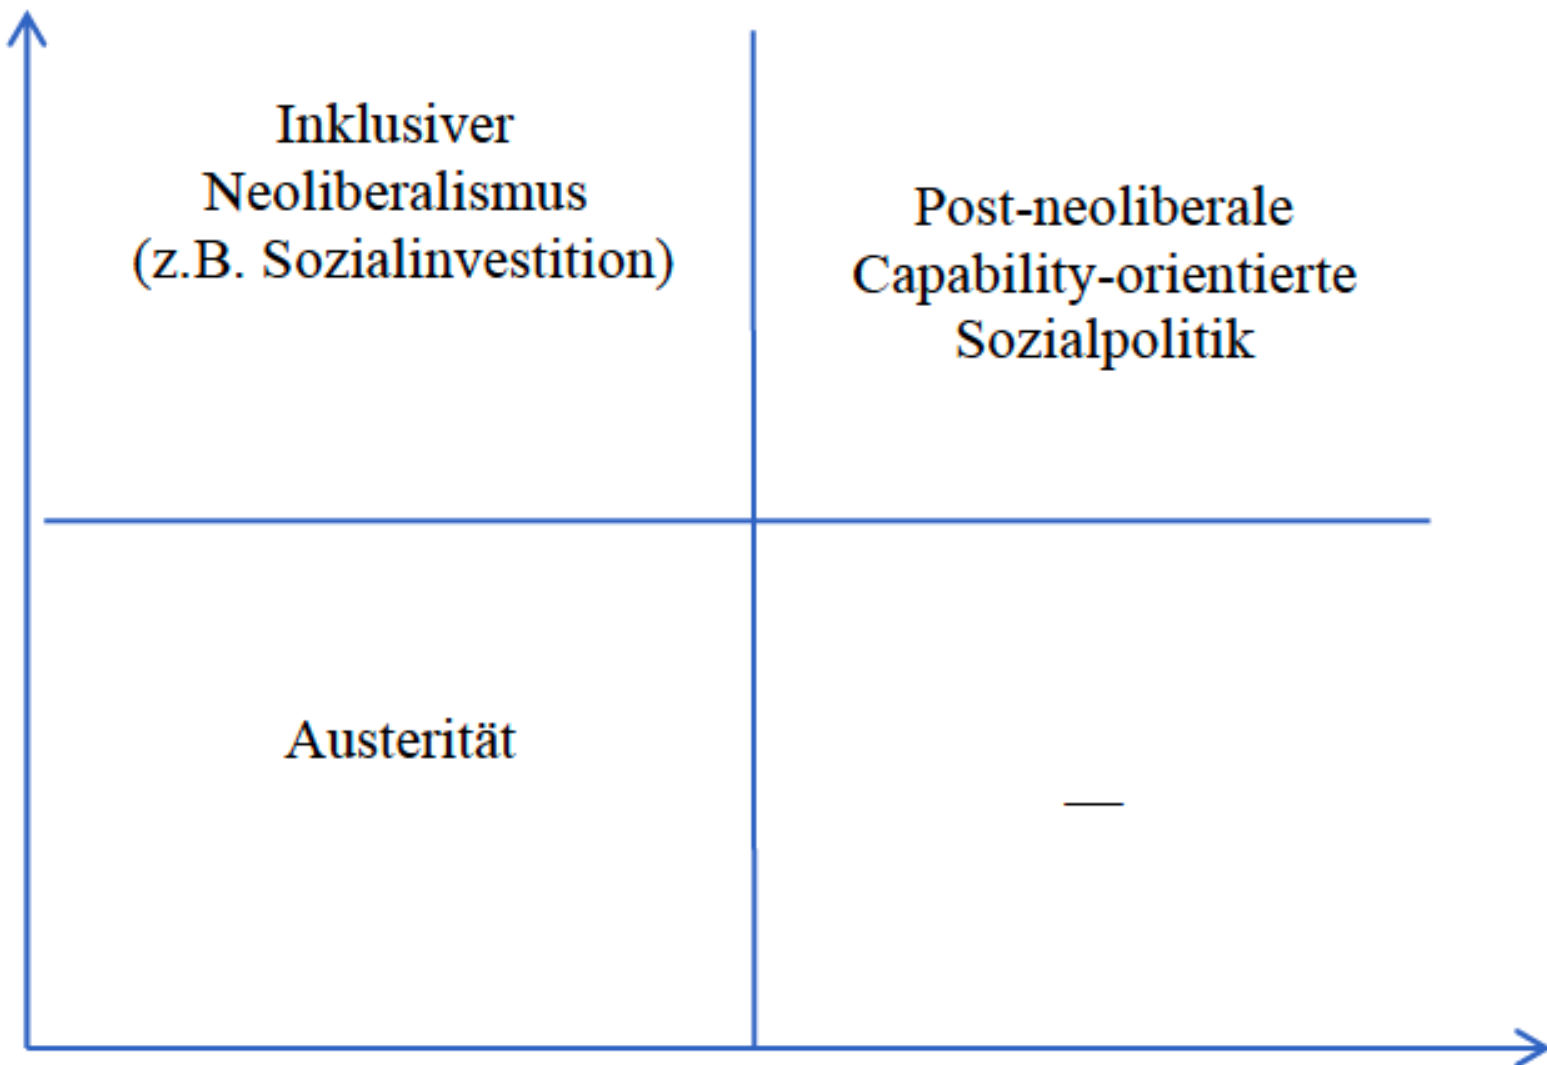 Inklusiver
Neoliberalismus
(z.B. Sozialinvestition)
Post-neoliberale
Capability-orientierte
Sozialpolitik
Austerität
—